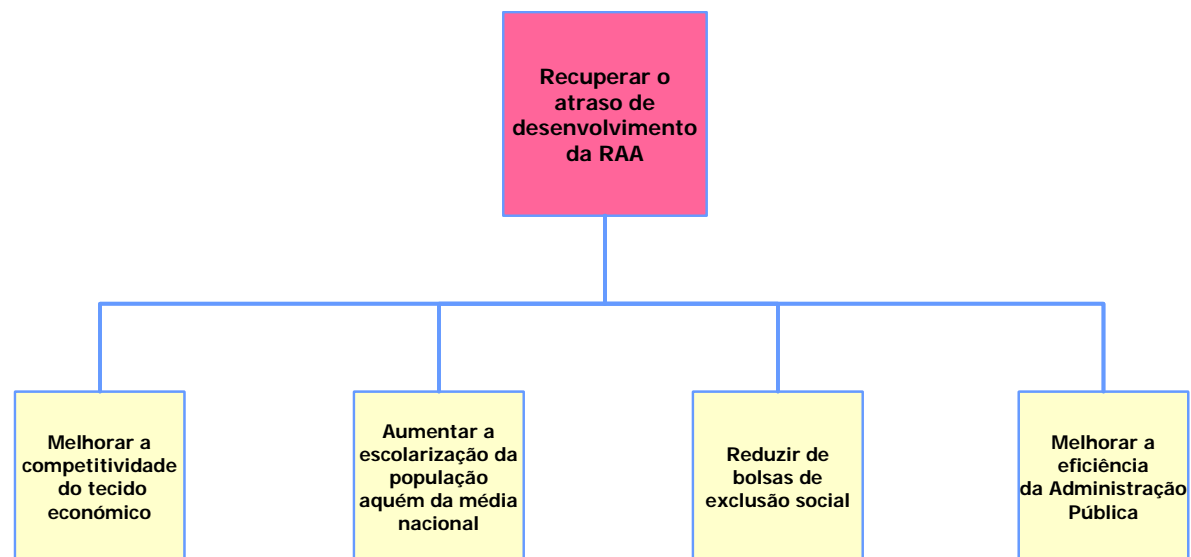 Recuperar o
atraso de
desenvolvimento
da RAA
Melhorar a
competitividade
do tecido
económico
Aumentar a
escolarização da
população
aquém da média
nacional
Reduzir de
bolsas de
exclusão social
Melhorar a
eficiência
da Administração
Pública